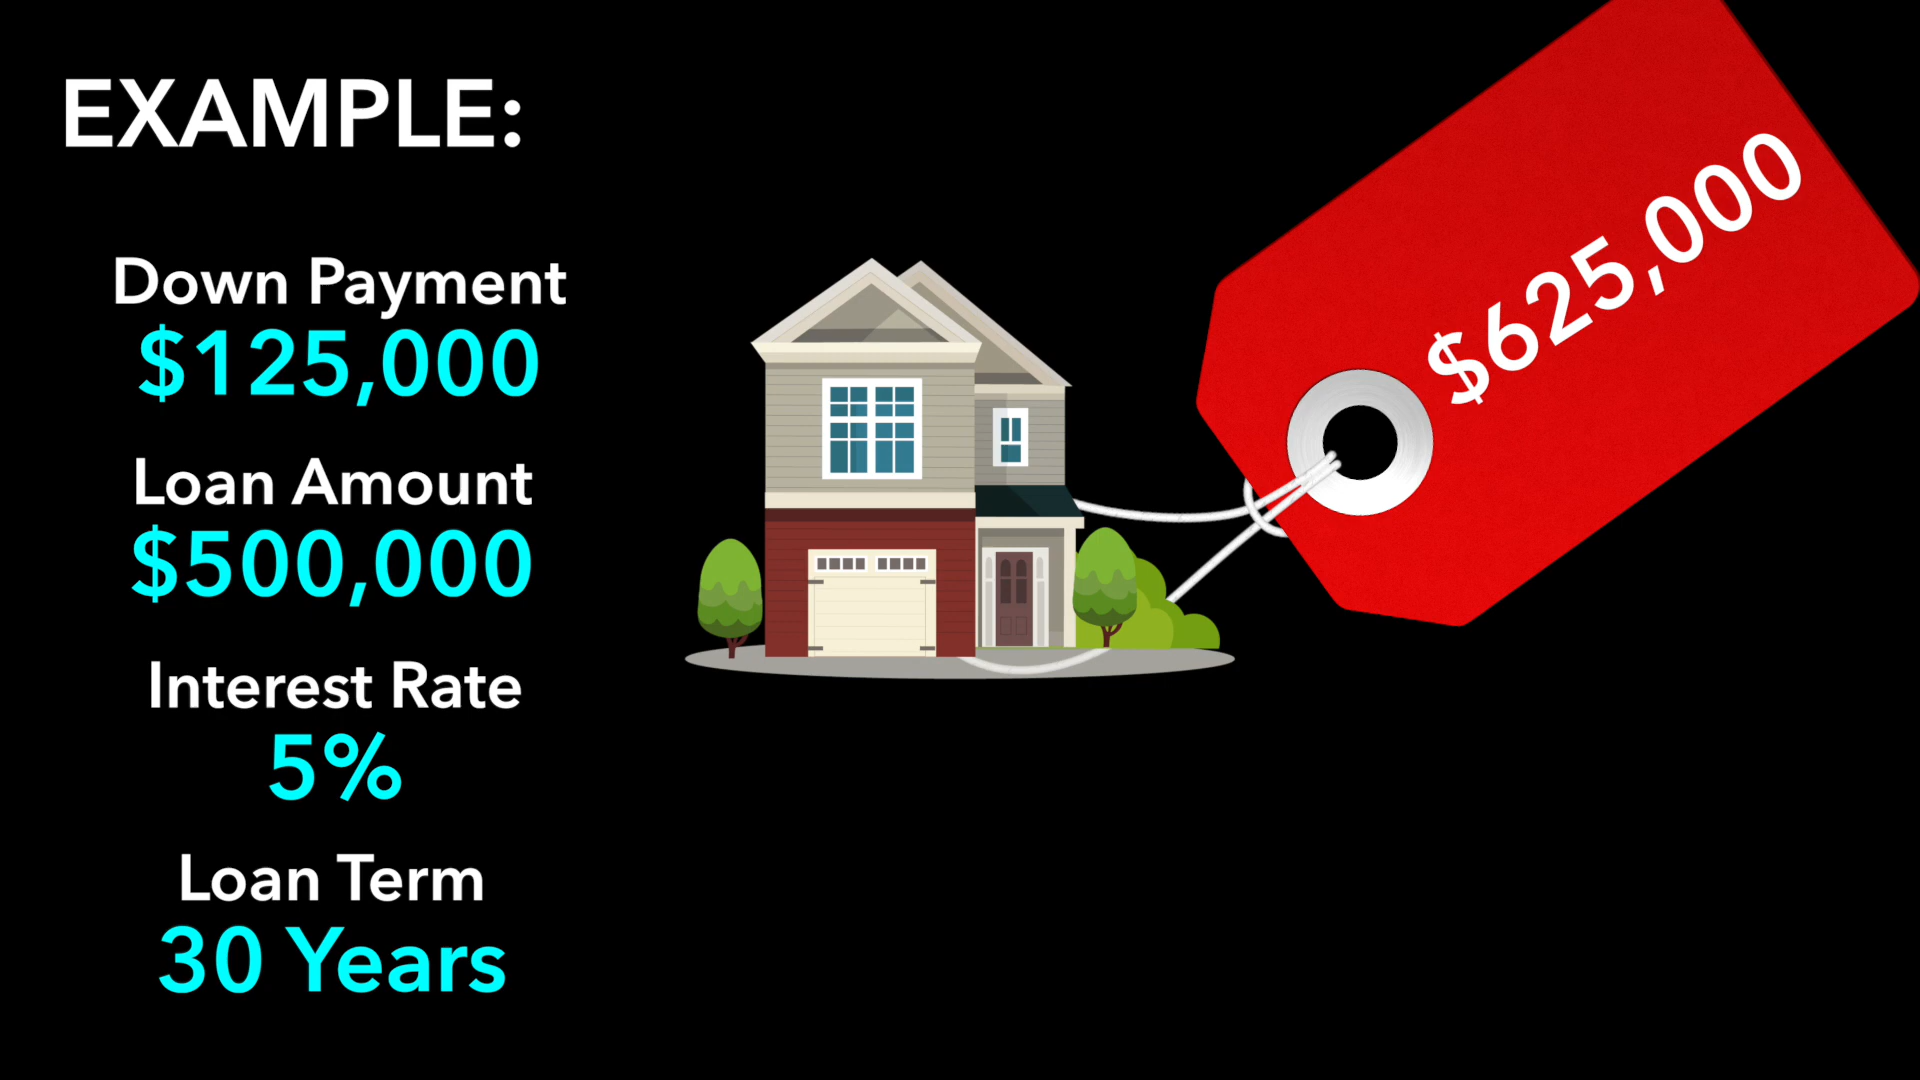 EXAMPLE:
Down Payment
$125,000
Loan Amount
$500,000
Interest Rate
5%
Loan Term
30 Years
$625,000